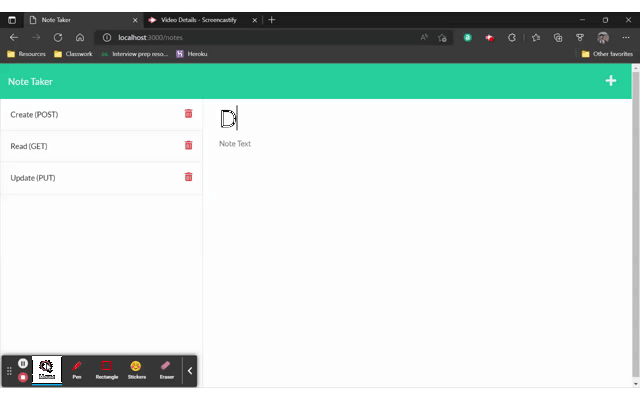 Note Taker
Video Details - Screencastify
localhost:3000/notes
Resources
Classwork
Interview prep reso...
Heroku
Other favorites
Note Taker
Create (POST)
Read (GET)
Update (PUT)
D
Note Text
Pen
Rectangle
Stickers
Eraser